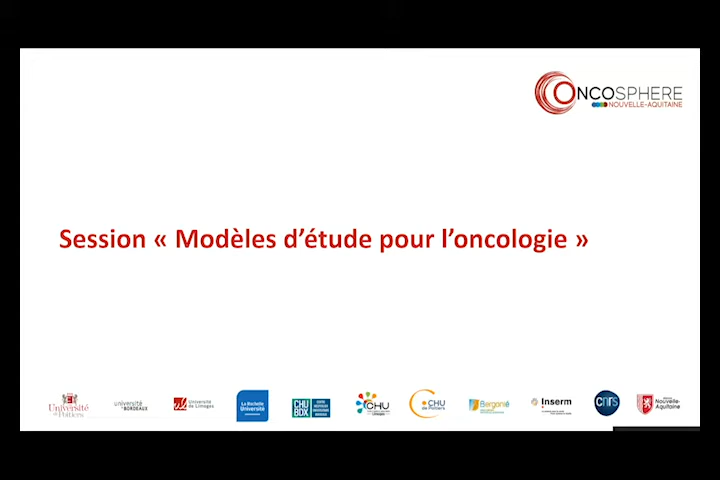 ONCOSPHERE
NOUVELLE-AQUITAINE
Session « Modèles d'étude pour l'oncologie »
Université de Poitiers
université de BORDEAUX
Université de Limoges
La Rochelle Université
CHU BDX
CHU
CHU de Poitiers
Bergonié
Inserm
cnrs
Nouvelle-Aquitaine